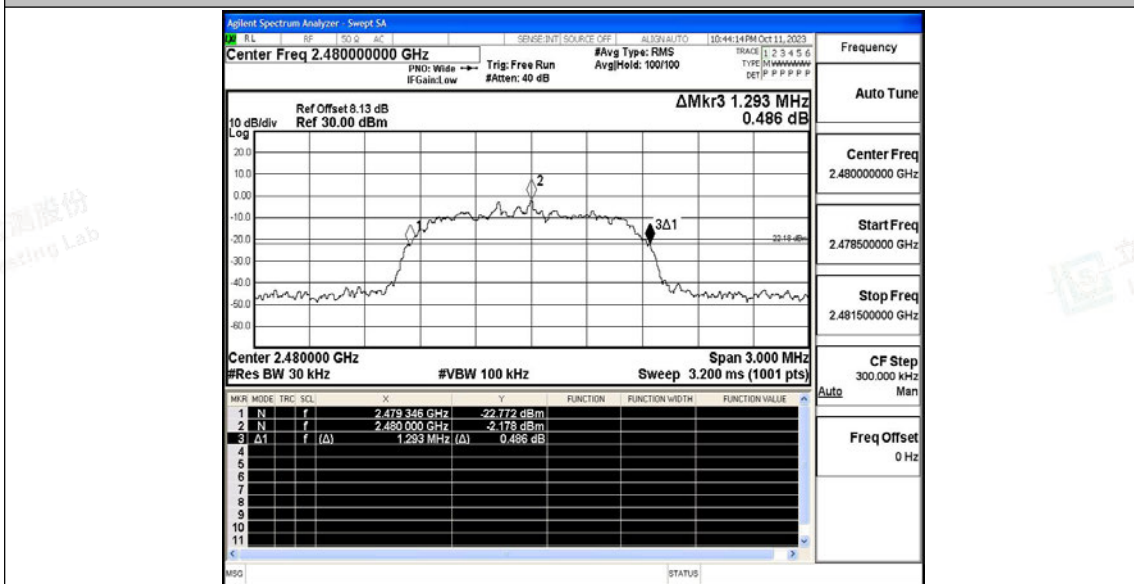 Agilent Spectrum Analyzer - Swept SA
RL RF 50 Ω AC SENSE:INT SOURCE OFF ALIGNAUTO 10:44:14 PM Oct 11, 2023
Center Freq 2.480000000 GHz #Avg Type: RMS TRACE 1 2 3 4 5 6
PNO: Wide Trig: Free Run Avg|Hold: 100/100 TYPE MWWWWW
IFGain:Low #Atten: 40 dB DET P P P P P P
Ref Offset 8.13 dB ΔMkr3 1.293 MHz
10 dB/div Ref 30.00 dBm 0.486 dB
Log
20.0
10.0
0.00
-10.0
-20.0
-30.0
-40.0
-50.0
-60.0
1
2
3Δ1
-22.18 dBm
Center 2.480000 GHz Span 3.000 MHz
#Res BW 30 kHz #VBW 100 kHz Sweep 3.200 ms (1001 pts)
MKR MODE TRC SCL X Y FUNCTION FUNCTION WIDTH FUNCTION VALUE
1 N f 2.479 346 GHz -22.772 dBm
2 N f 2.480 000 GHz -2.178 dBm
3 Δ1 f (Δ) 1.293 MHz (Δ) 0.486 dB
4
5
6
7
8
9
10
11
MSG STATUS
Frequency
Auto Tune
Center Freq
2.480000000 GHz
Start Freq
2.478500000 GHz
Stop Freq
2.481500000 GHz
CF Step
300.000 kHz
Auto Man
Freq Offset
0 Hz
股份
Lab
立